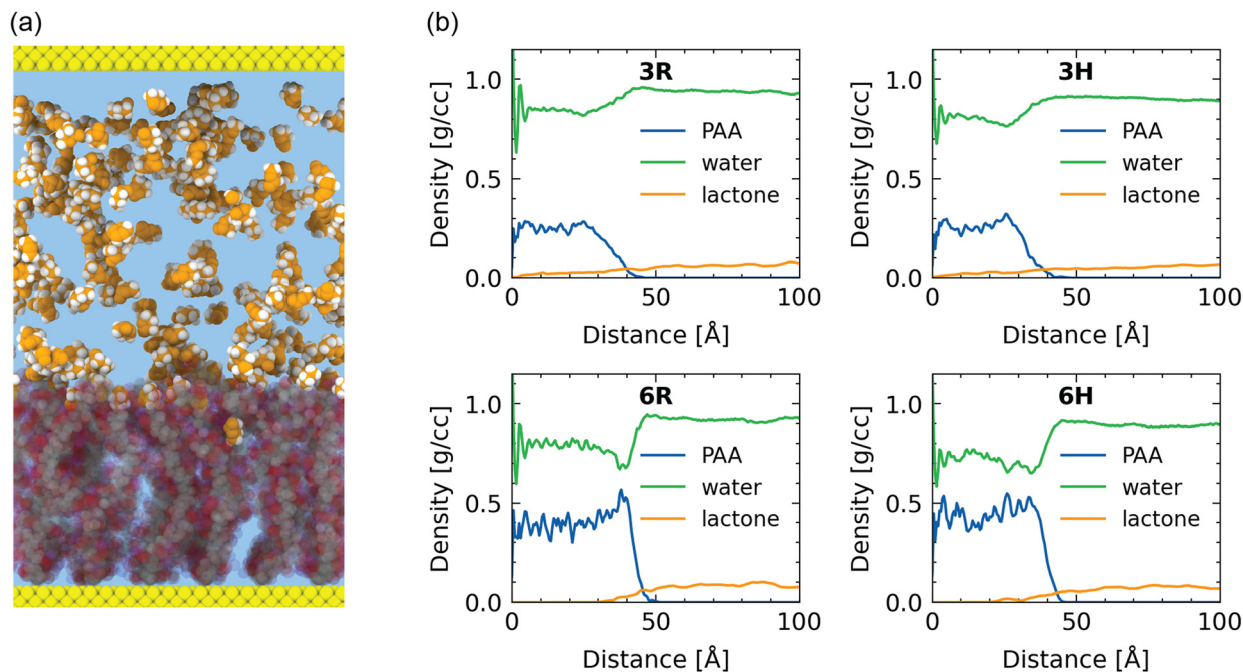 (a)
(b)
3R
Density [g/cc]
1.0
0.5
0.0
PAA
water
lactone
0 50 100
Distance [Å]
3H
Density [g/cc]
1.0
0.5
0.0
PAA
water
lactone
0 50 100
Distance [Å]
6R
Density [g/cc]
1.0
0.5
0.0
PAA
water
lactone
0 50 100
Distance [Å]
6H
Density [g/cc]
1.0
0.5
0.0
PAA
water
lactone
0 50 100
Distance [Å]